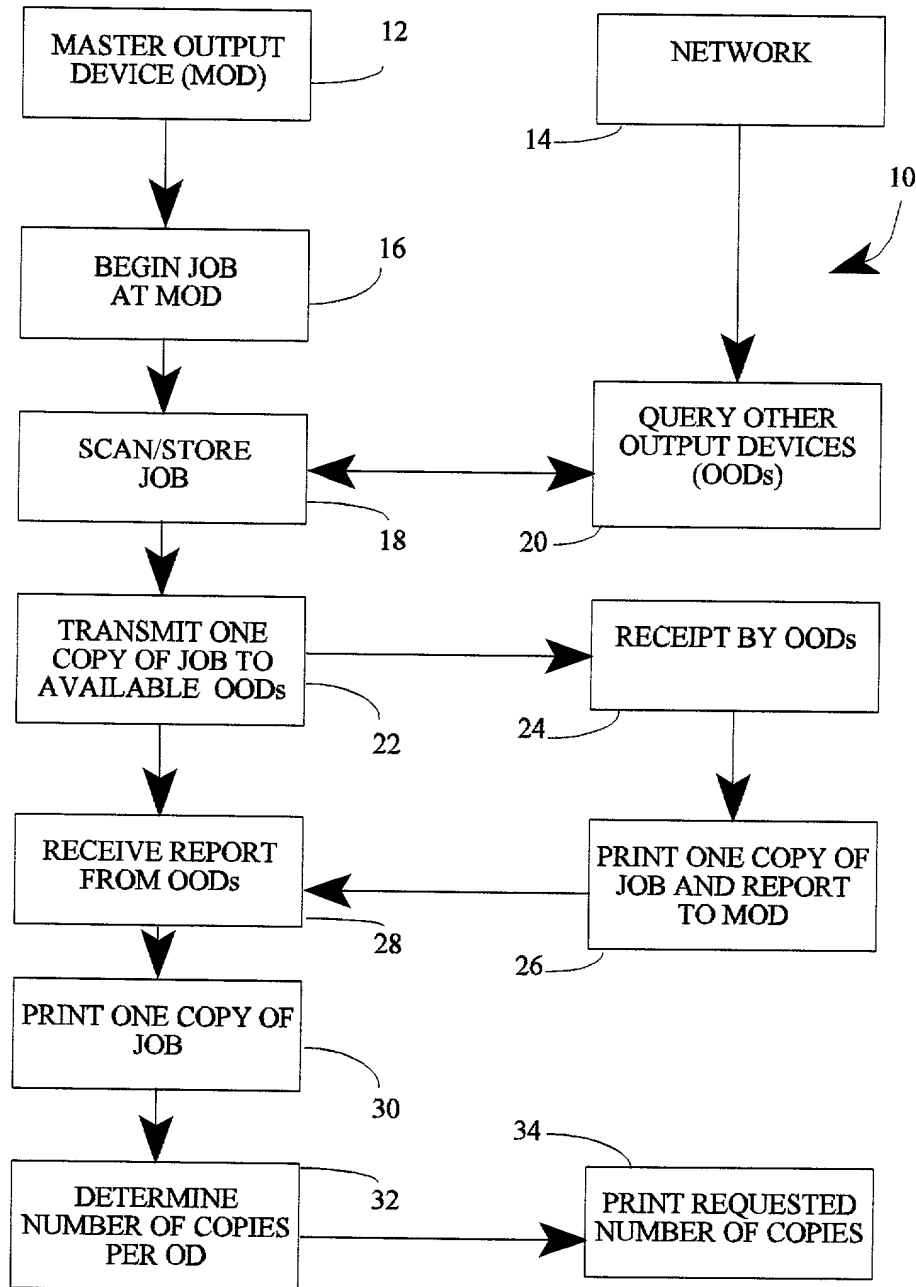 MASTER OUTPUT
DEVICE (MOD)
12
NETWORK
14
10
BEGIN JOB
AT MOD
16
SCAN/STORE
JOB
18
QUERY OTHER
OUTPUT DEVICES
(OODs)
20
TRANSMIT ONE
COPY OF JOB TO
AVAILABLE OODs
22
RECEIPT BY OODs
24
RECEIVE REPORT
FROM OODs
28
PRINT ONE COPY OF
JOB AND REPORT
TO MOD
26
PRINT ONE COPY OF
JOB
30
DETERMINE
NUMBER OF COPIES
PER OD
32
34
PRINT REQUESTED
NUMBER OF COPIES